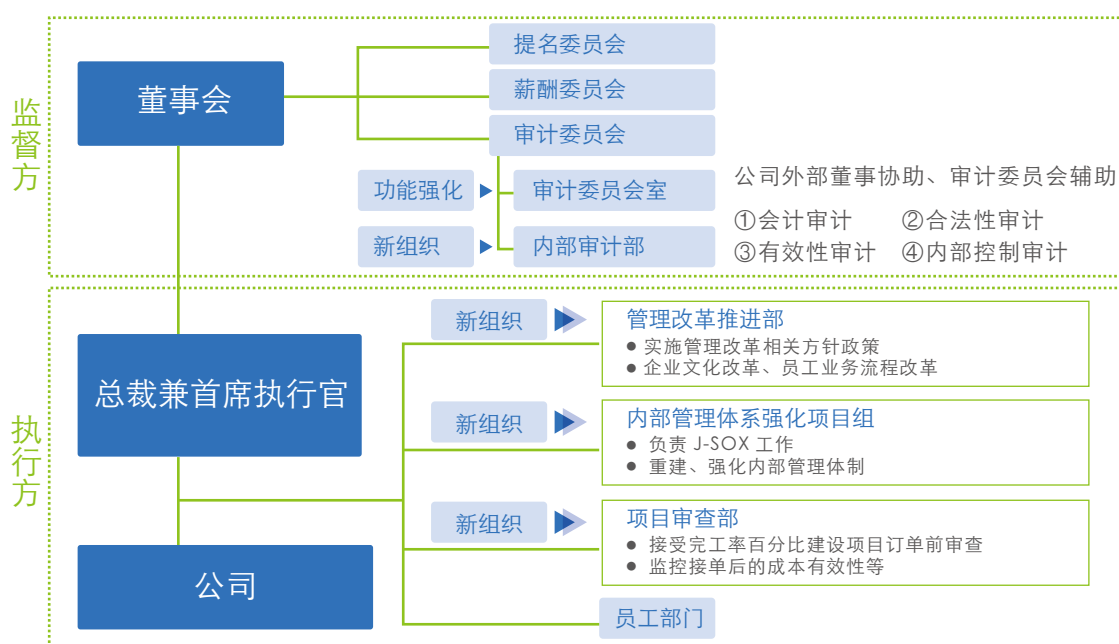 监督方
董事会
提名委员会
薪酬委员会
审计委员会
功能强化
审计委员会室
新组织
内部审计部
公司外部董事协助、审计委员会辅助
①会计审计 ②合法性审计
③有效性审计 ④内部控制审计
执行方
总裁兼首席执行官
公司
新组织
管理改革推进部
● 实施管理改革相关方针政策
● 企业文化改革、员工业务流程改革
新组织
内部管理体系强化项目组
● 负责 J-SOX 工作
● 重建、强化内部管理体制
新组织
项目审查部
● 接受完工率百分比建设项目订单前审查
● 监控接单后的成本有效性等
员工部门